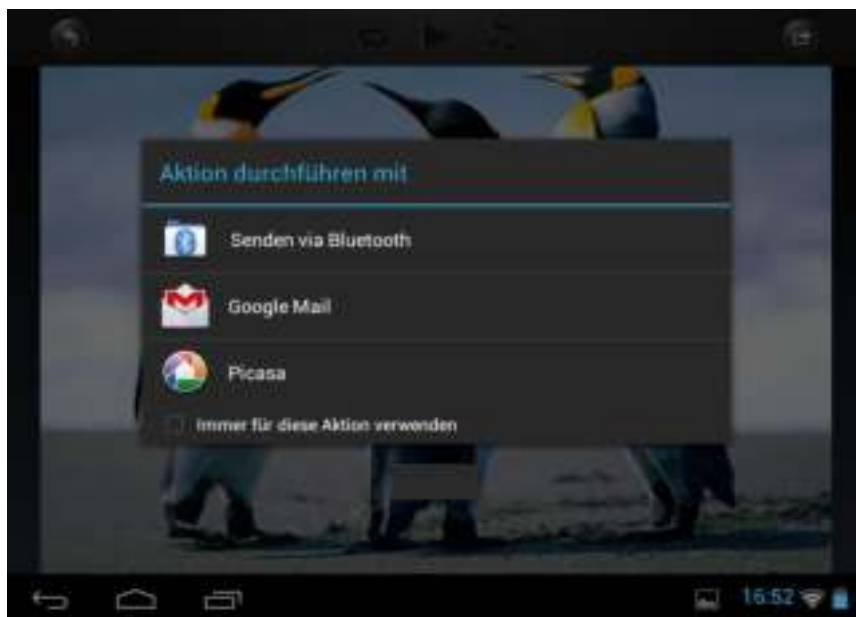 Aktion durchführen mit
Senden via Bluetooth
Google Mail
Picasa
Immer für diese Aktion verwenden
16:52